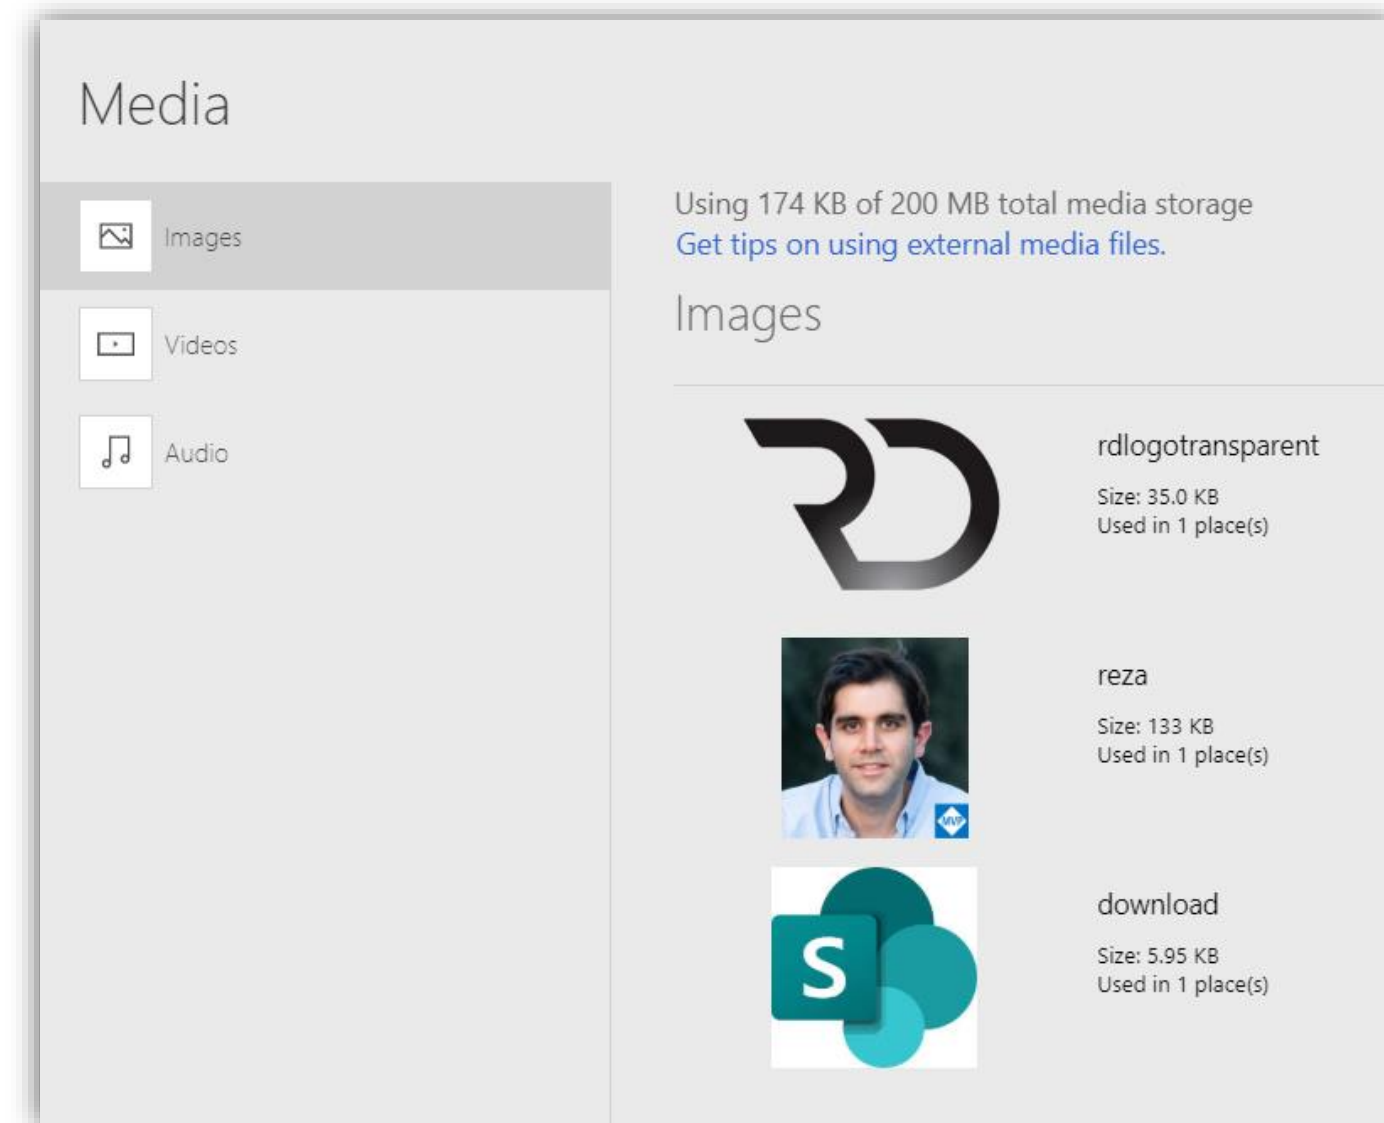 Media
Images
Videos
Audio
Using 174 KB of 200 MB total media storage
Get tips on using external media files.
Images
RD
rdlogotransparent
Size: 35.0 KB
Used in 1 place(s)
reza
Size: 133 KB
Used in 1 place(s)
MVP
download
Size: 5.95 KB
Used in 1 place(s)
S